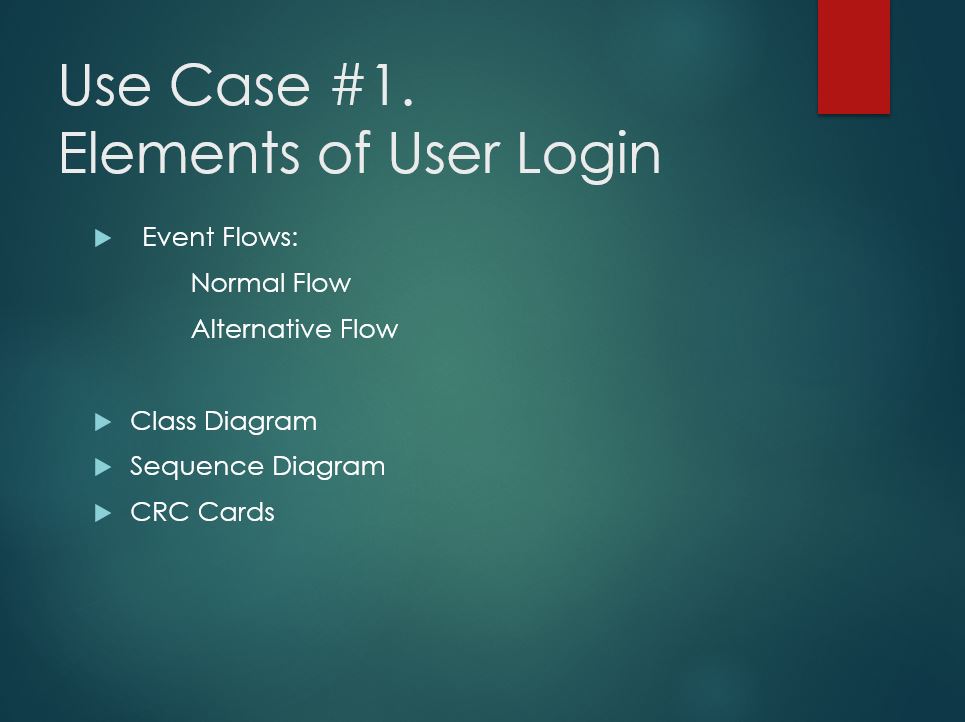 Use Case #1.
Elements of User Login
Event Flows:
Normal Flow
Alternative Flow
Class Diagram
Sequence Diagram
CRC Cards